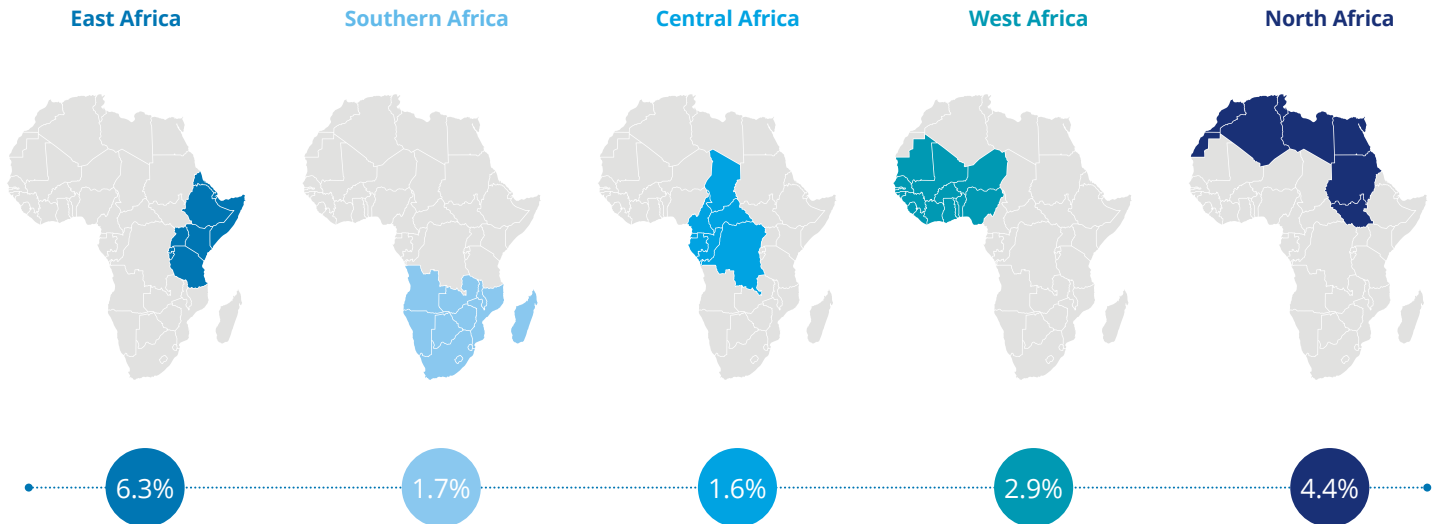 East Africa
Southern Africa
Central Africa
West Africa
North Africa
6.3%
1.7%
1.6%
2.9%
4.4%